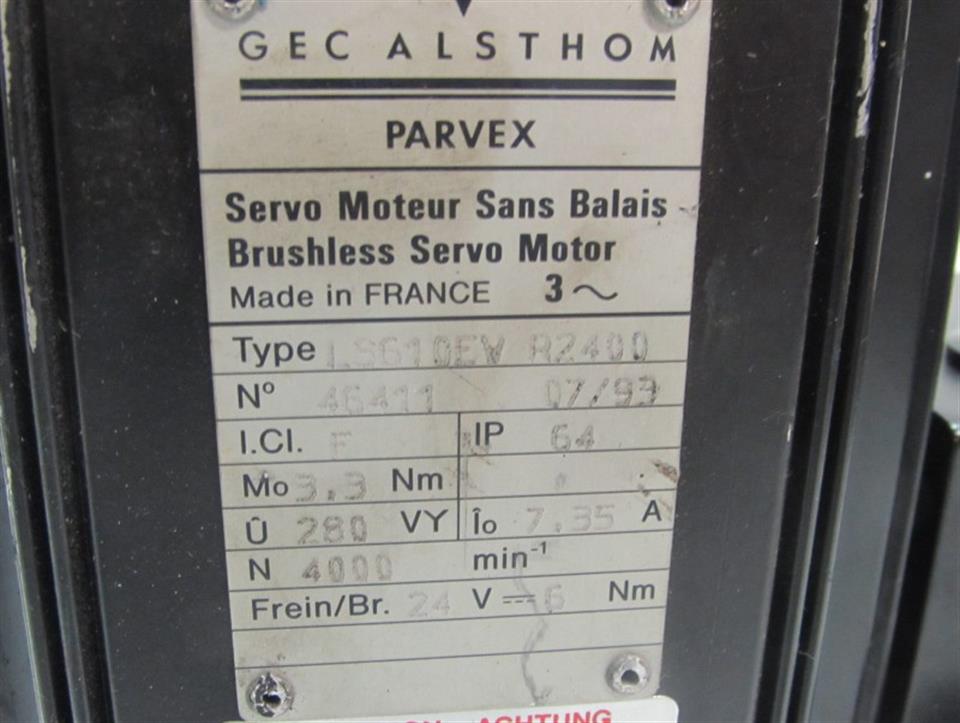 GEC ALSTHOM
PARVEX
Servo Moteur Sans Balais
Brushless Servo Motor
Made in FRANCE 3~
Type LS610EV R2400
Nº 46411 07/93
I.Cl. F IP 64
Mo 3.3 Nm
Û 280 VY Îo 7.35 A
N 4000 min⁻¹
Frein/Br. 24 V⎓ 6 Nm
ACHTUNG